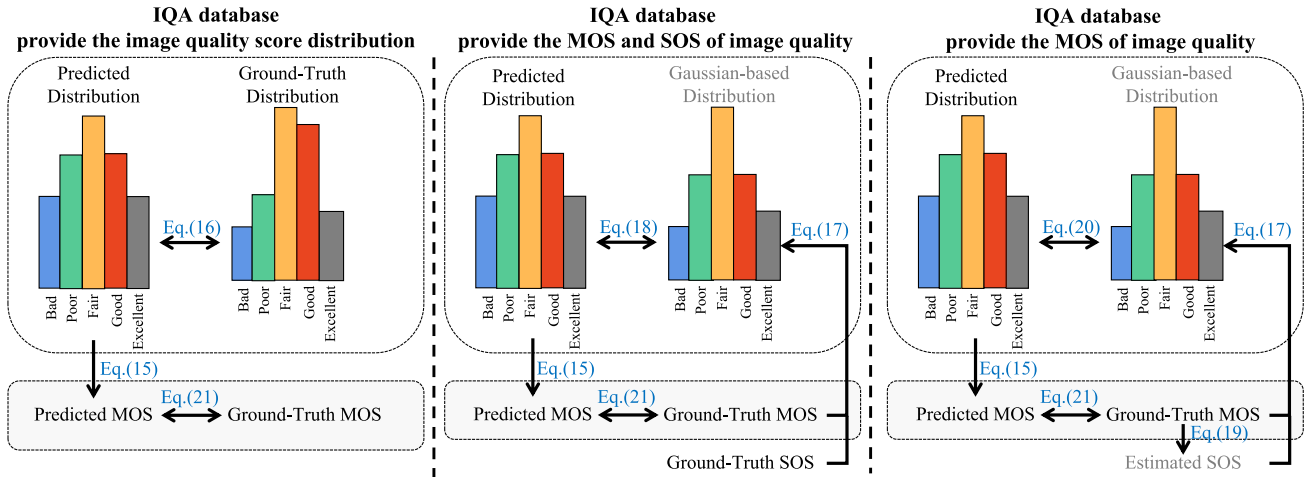 IQA database
provide the image quality score distribution
Predicted
Distribution
Ground-Truth
Distribution
Eq.(16)
Bad
Poor
Fair
Good
Excellent
Bad
Poor
Fair
Good
Excellent
Eq.(15)
Eq.(21)
Predicted MOS
Ground-Truth MOS
IQA database
provide the MOS and SOS of image quality
Predicted
Distribution
Gaussian-based
Distribution
Eq.(18)
Eq.(17)
Bad
Poor
Fair
Good
Excellent
Bad
Poor
Fair
Good
Excellent
Eq.(15)
Eq.(21)
Predicted MOS
Ground-Truth MOS
Ground-Truth SOS
IQA database
provide the MOS of image quality
Predicted
Distribution
Gaussian-based
Distribution
Eq.(20)
Eq.(17)
Bad
Poor
Fair
Good
Excellent
Bad
Poor
Fair
Good
Excellent
Eq.(15)
Eq.(21)
Predicted MOS
Ground-Truth MOS
Eq.(19)
Estimated SOS